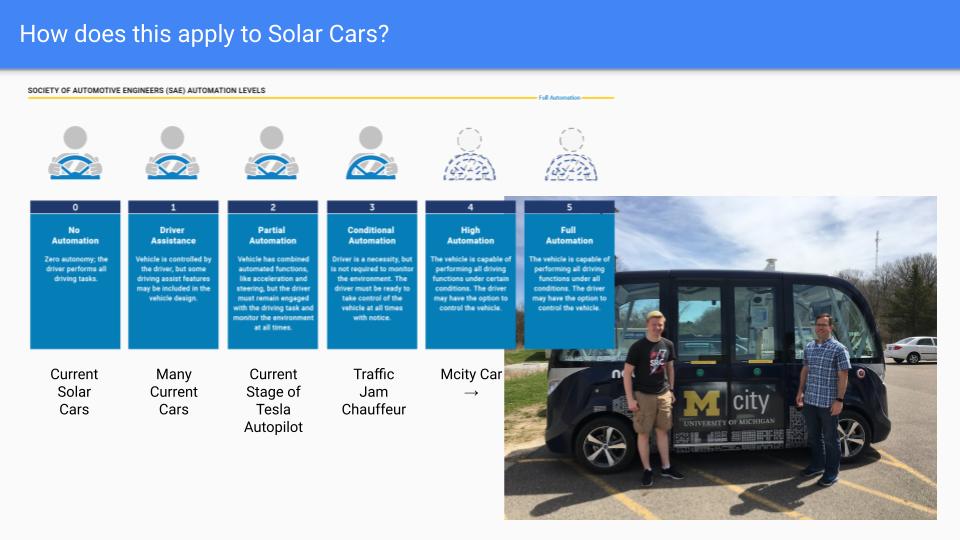 How does this apply to Solar Cars?
SOCIETY OF AUTOMOTIVE ENGINEERS (SAE) AUTOMATION LEVELS
Full Automation
0
No
Automation
Zero autonomy; the
driver performs all
driving tasks.
1
Driver
Assistance
Vehicle is controlled by
the driver, but some
driving assist features
may be included in the
vehicle design.
2
Partial
Automation
Vehicle has combined
automated functions,
like acceleration and
steering, but the driver
must remain engaged
with the driving task and
monitor the environment
at all times.
3
Conditional
Automation
Driver is a necessity, but
is not required to monitor
the environment. The
driver must be ready to
take control of the
vehicle at all times
with notice.
4
High
Automation
The vehicle is capable of
performing all driving
functions under certain
conditions. The driver
may have the option to
control the vehicle.
5
Full
Automation
The vehicle is capable of
performing all driving
functions under all
conditions. The driver
may have the option to
control the vehicle.
Current
Solar
Cars
Many
Current
Cars
Current
Stage of
Tesla
Autopilot
Traffic
Jam
Chauffeur
Mcity Car
→
M city
UNIVERSITY OF MICHIGAN